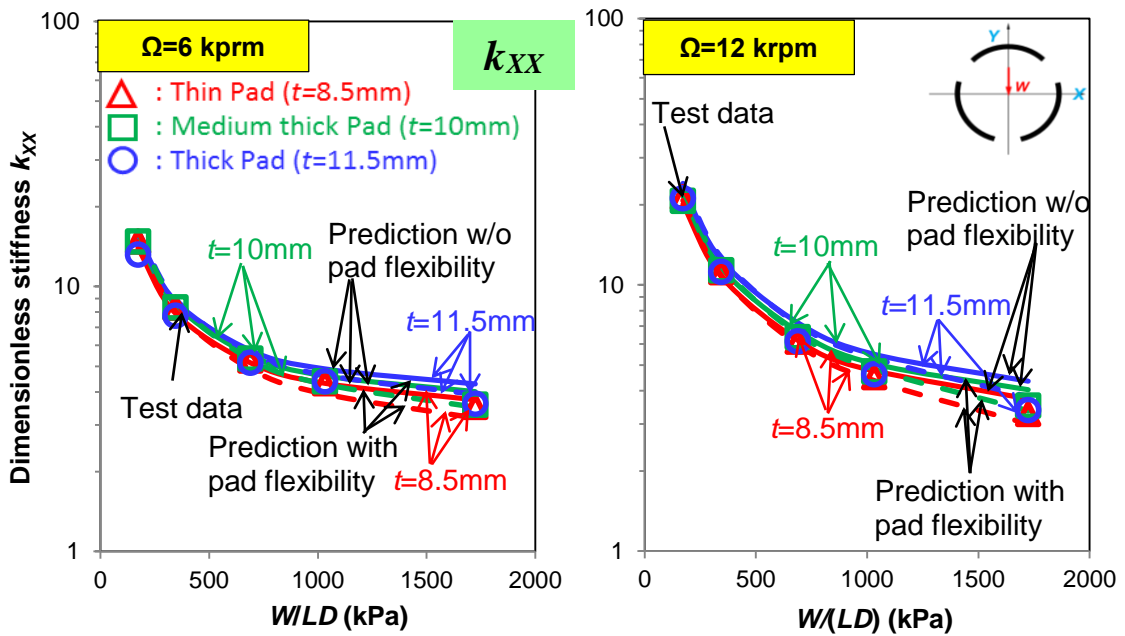 Ω=6 kprm
k_XX
: Thin Pad (t=8.5mm)
: Medium thick Pad (t=10mm)
: Thick Pad (t=11.5mm)
Dimensionless stiffness k_XX
100
10
1
t=10mm
Prediction w/o
pad flexibility
t=11.5mm
Test data
Prediction with
pad flexibility
t=8.5mm
0
500
1000
1500
2000
W/LD (kPa)
Ω=12 krpm
Y
W
X
100
10
1
Test data
Prediction w/o
pad flexibility
t=10mm
t=11.5mm
t=8.5mm
Prediction with
pad flexibility
0
500
1000
1500
2000
W/(LD) (kPa)